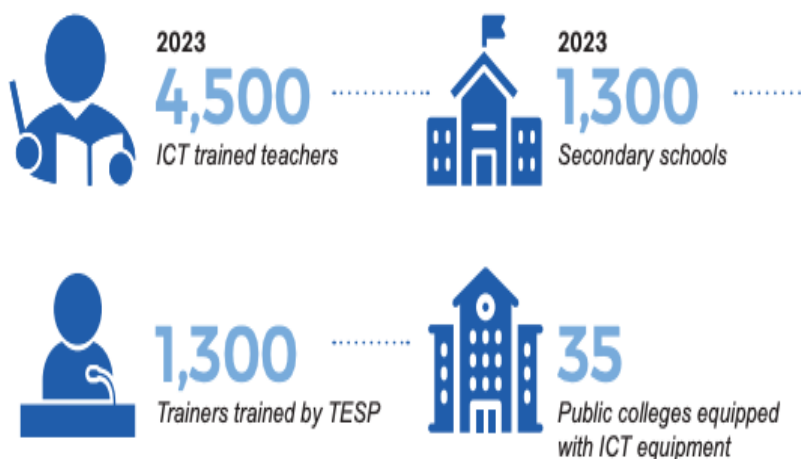 2023
4,500
ICT trained teachers
2023
1,300
Secondary schools
1,300
Trainers trained by TESP
35
Public colleges equipped
with ICT equipment